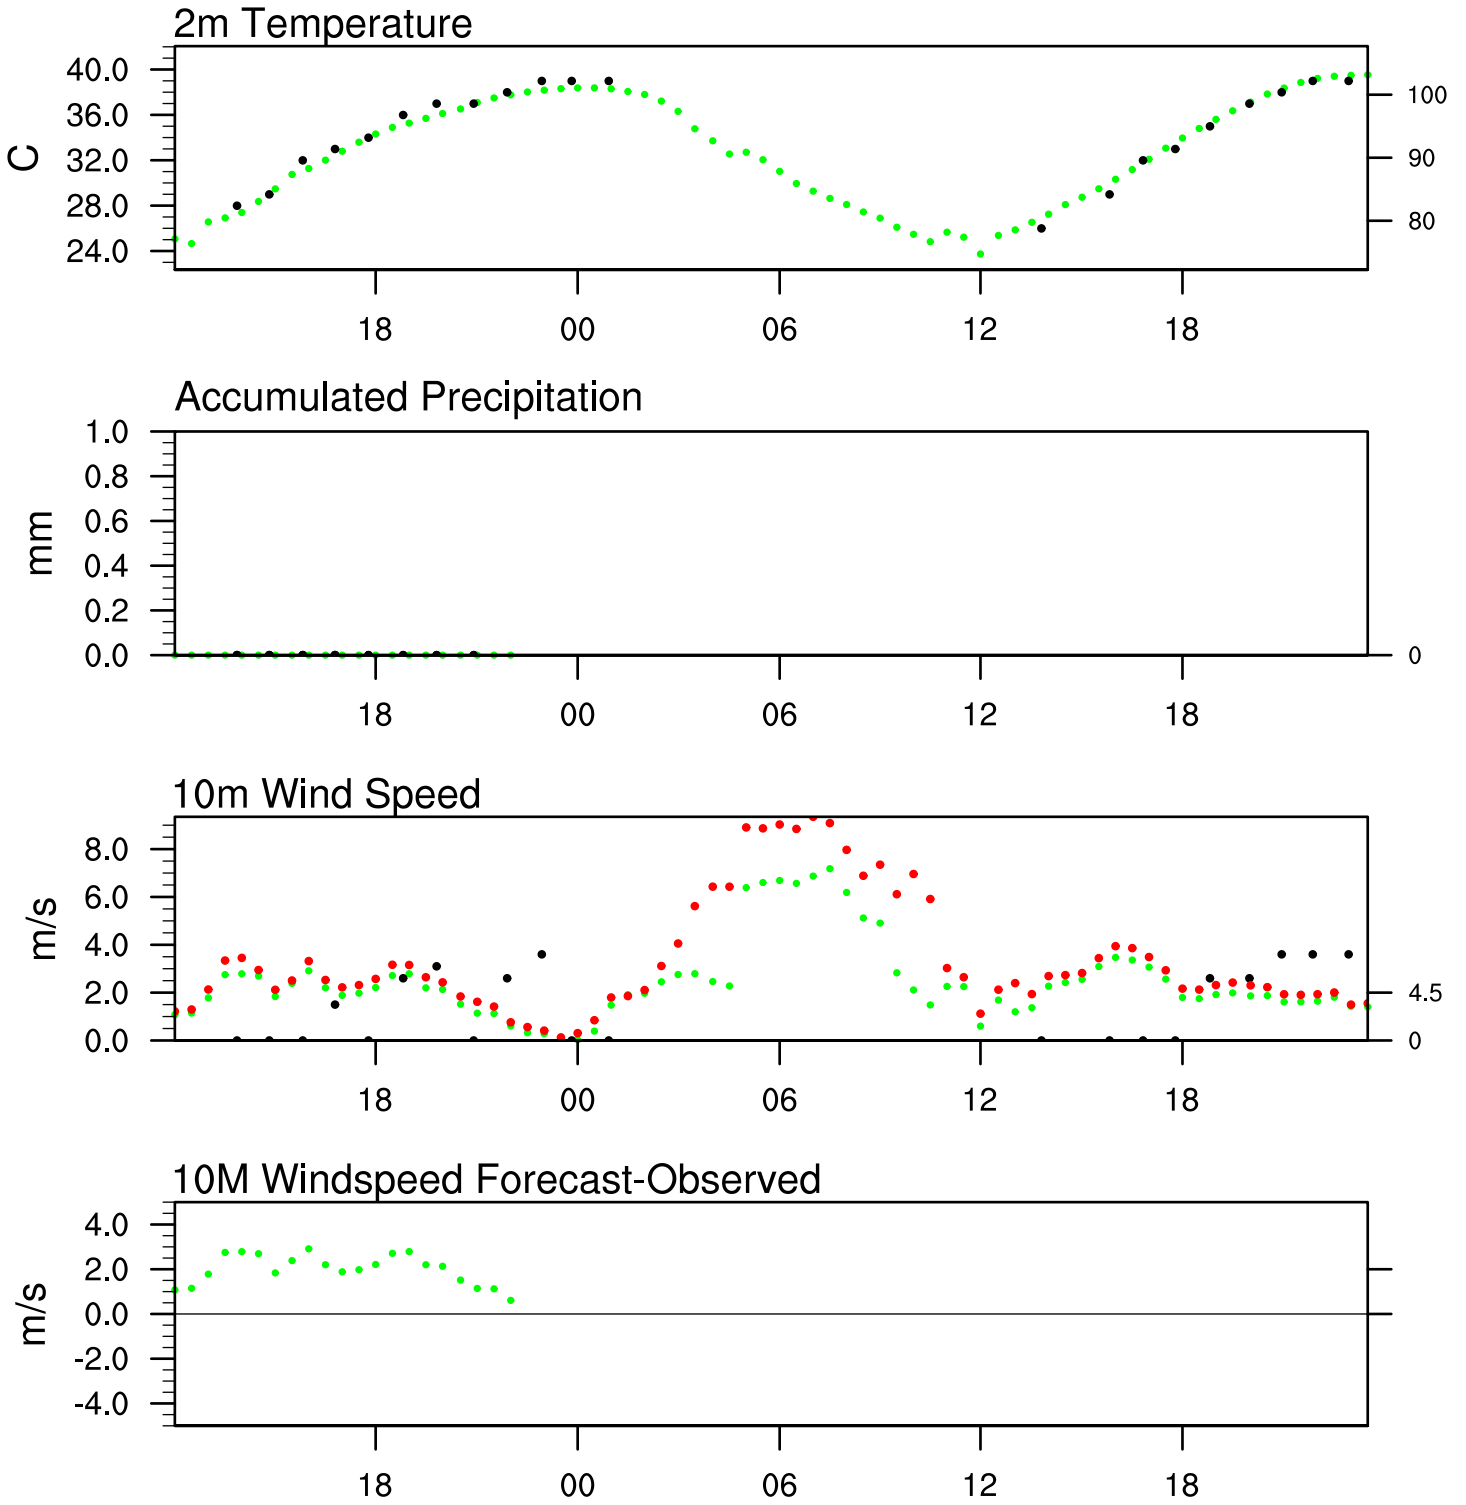 2m Temperature
40.0
36.0
32.0
28.0
24.0
C
100
90
80
18 00 06 12 18
Accumulated Precipitation
1.0
0.8
0.6
0.4
0.2
0.0
mm
0
18 00 06 12 18
10m Wind Speed
8.0
6.0
4.0
2.0
0.0
m/s
4.5
0
18 00 06 12 18
10M Windspeed Forecast-Observed
4.0
2.0
0.0
-2.0
-4.0
m/s
18 00 06 12 18